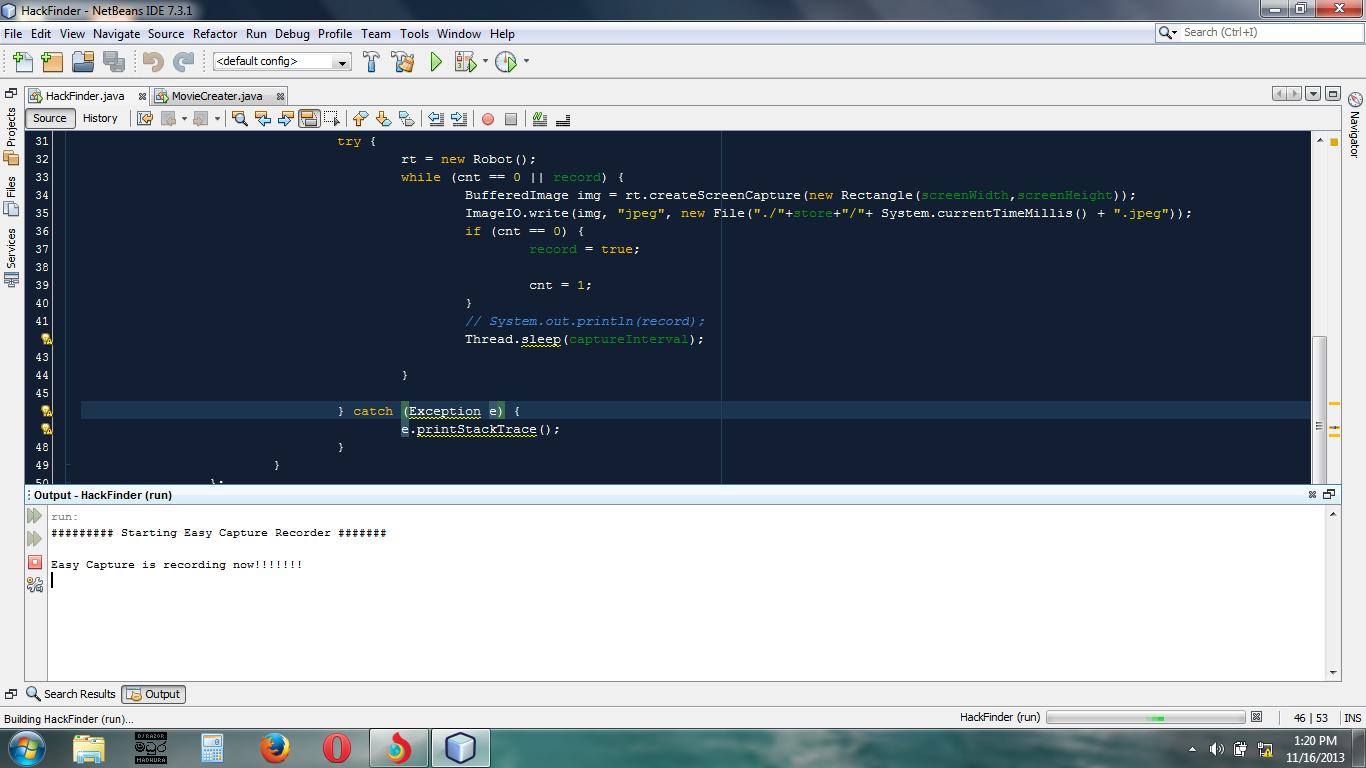 HackFinder - NetBeans IDE 7.3.1
File Edit View Navigate Source Refactor Run Debug Profile Team Tools Window Help
Search (Ctrl+I)
<default config>
HackFinder.java MovieCreater.java
Source History
Projects
Files
Services
Navigator
31 try {
32 rt = new Robot();
33 while (cnt == 0 || record) {
34 BufferedImage img = rt.createScreenCapture(new Rectangle(screenWidth,screenHeight));
35 ImageIO.write(img, "jpeg", new File("./"+store+"/"+ System.currentTimeMillis() + ".jpeg"));
36 if (cnt == 0) {
37 record = true;
38
39 cnt = 1;
40 }
41 // System.out.println(record);
Thread.sleep(captureInterval);
43
44 }
45
} catch (Exception e) {
e.printStackTrace();
48 }
49 }
50 };
Output - HackFinder (run)
run:
######### Starting Easy Capture Recorder #######
Easy Capture is recording now!!!!!!!
Search Results Output
Building HackFinder (run)...
HackFinder (run)
46 | 53 INS
DJ RAZOR
MADHURA
1:20 PM
11/16/2013